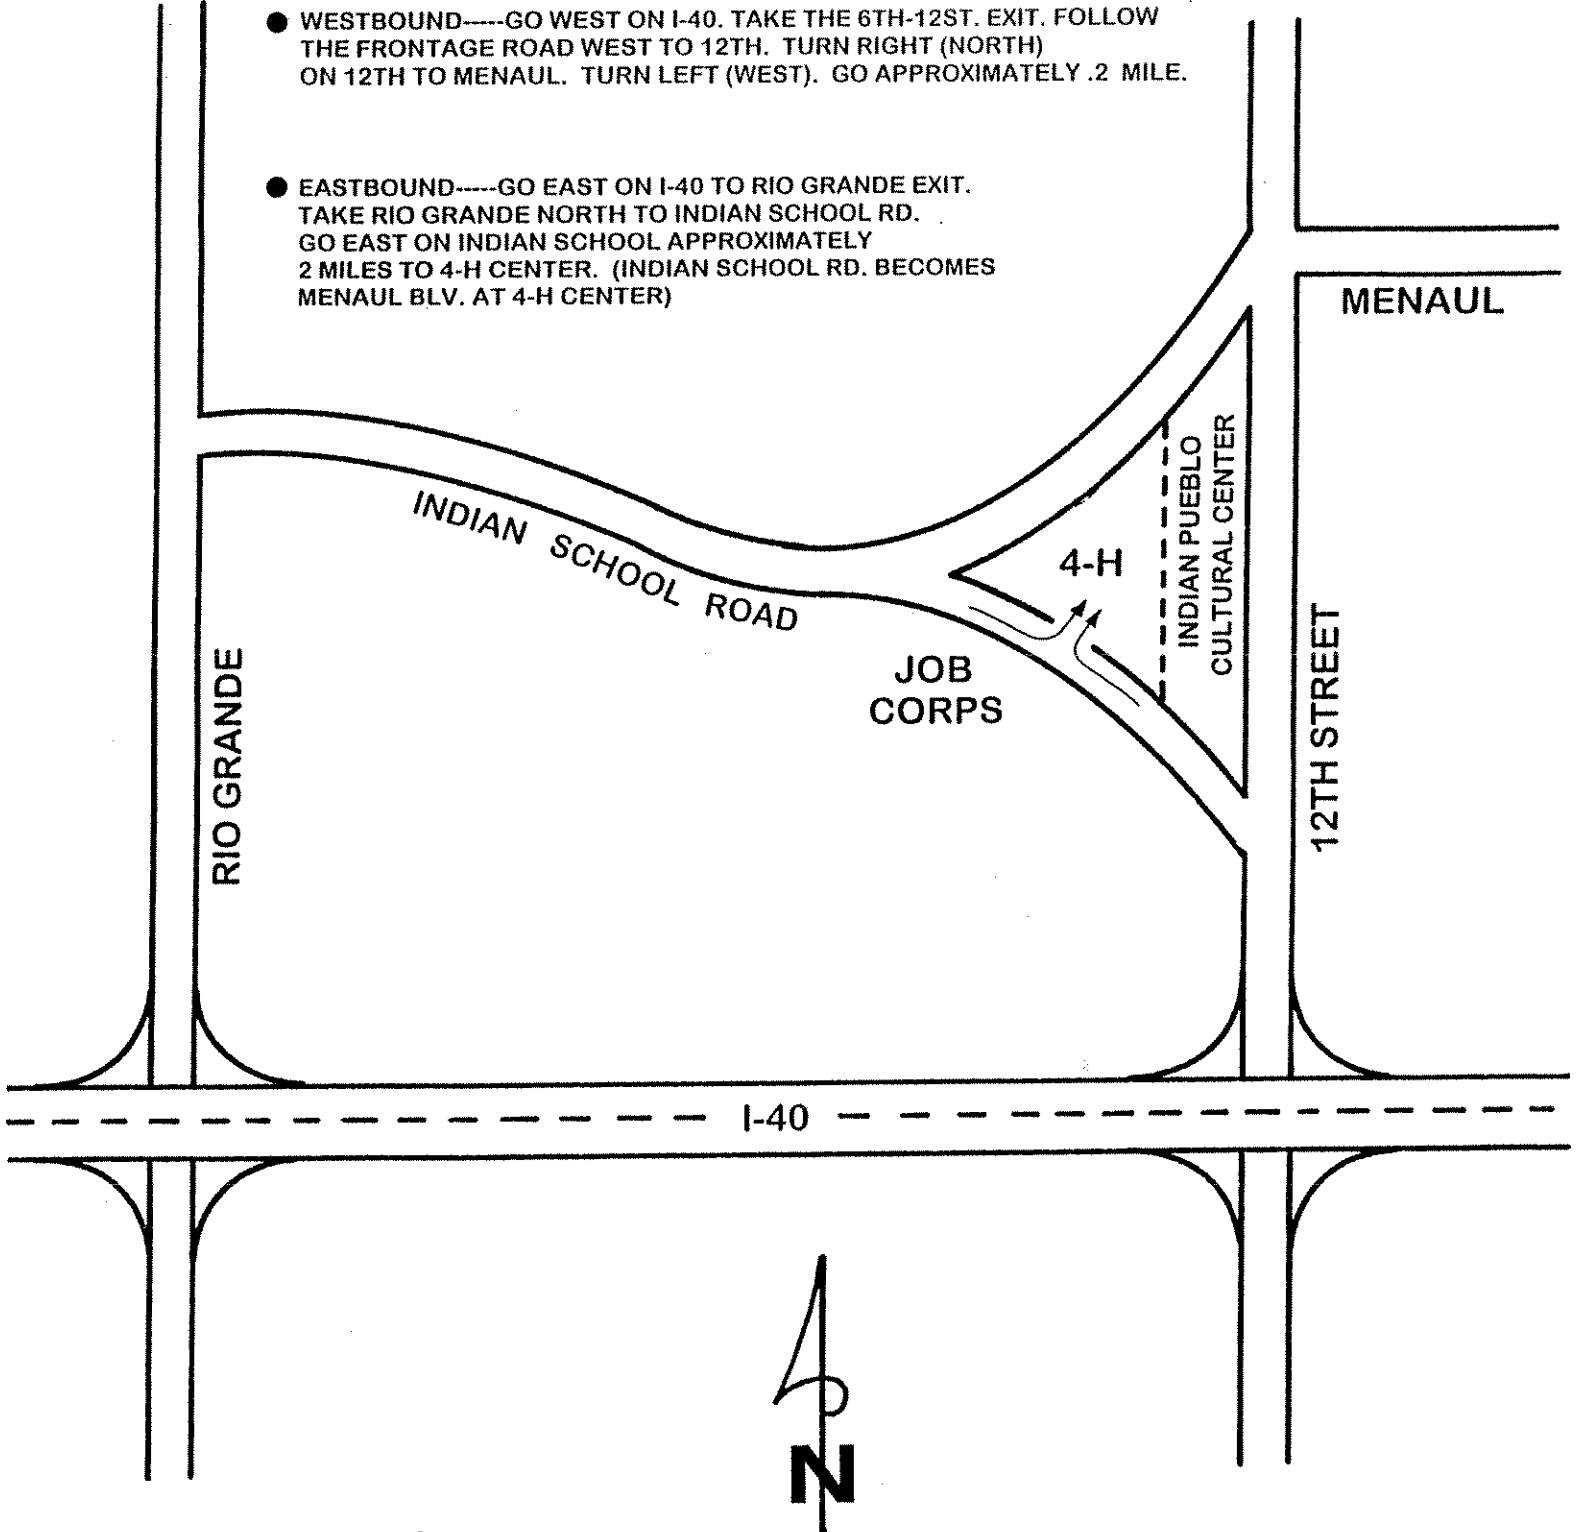 ● WESTBOUND-----GO WEST ON I-40. TAKE THE 6TH-12ST. EXIT. FOLLOW
THE FRONTAGE ROAD WEST TO 12TH. TURN RIGHT (NORTH)
ON 12TH TO MENAUL. TURN LEFT (WEST). GO APPROXIMATELY .2 MILE.
● EASTBOUND-----GO EAST ON I-40 TO RIO GRANDE EXIT.
TAKE RIO GRANDE NORTH TO INDIAN SCHOOL RD.
GO EAST ON INDIAN SCHOOL APPROXIMATELY
2 MILES TO 4-H CENTER. (INDIAN SCHOOL RD. BECOMES
MENAUL BLV. AT 4-H CENTER)
MENAUL
INDIAN SCHOOL ROAD
4-H
INDIAN PUEBLO
CULTURAL CENTER
JOB
CORPS
RIO GRANDE
12TH STREET
I-40
N